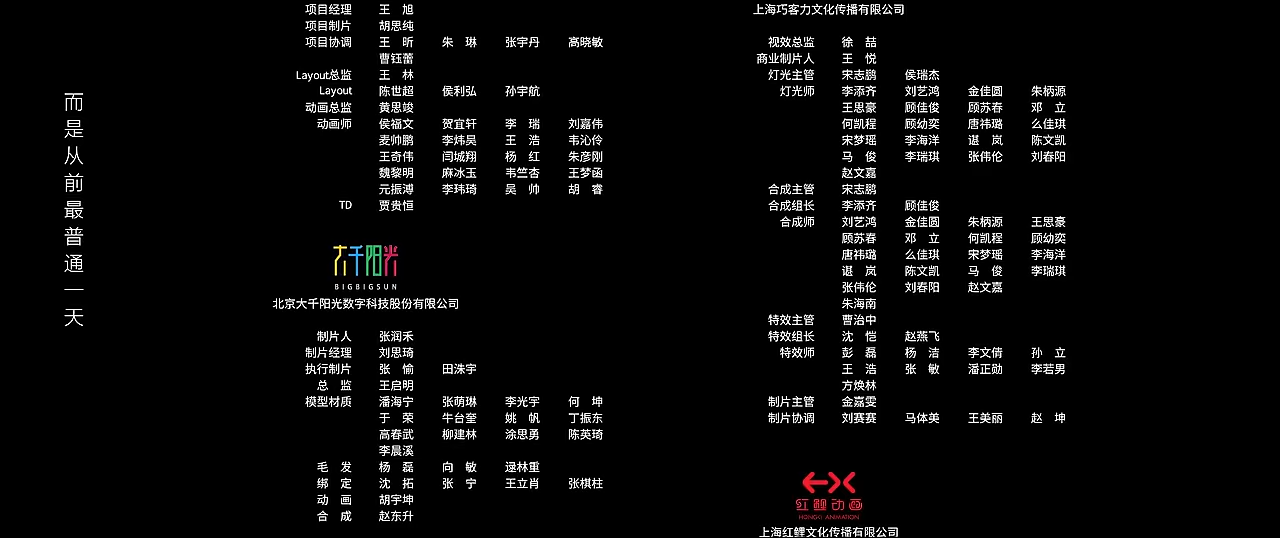 而是从前最普通一天
项目经理 王 旭
项目制片 胡思纯
项目协调 王 昕 朱 琳 张宇丹 高晓敏
曹钰蕾
Layout总监 王 林
Layout 陈世超 侯利弘 孙宇航
动画总监 黄思竣
动画师 侯福文 贺宜轩 李 瑞 刘嘉伟
麦帅鹏 李炜昊 王 浩 韦沁伶
王奇伟 闫城翔 杨 红 朱彦刚
魏黎明 麻冰玉 韦竺杏 王梦函
元振溥 李玮琦 吴 帅 胡 睿
TD 贾贵恒
大千阳光
BIGBIGSUN
北京大千阳光数字科技股份有限公司
制片人 张润禾
制片经理 刘思琦
执行制片 张 愉 田洙宇
总 监 王启明
模型材质 潘海宁 张萌琳 李光宇 何 坤
于 荣 牛台奎 姚 帆 丁振东
高春武 柳建林 涂思勇 陈英琦
李晨溪
毛 发 杨 磊 向 敏 逯林重
绑 定 沈 拓 张 宁 王立肖 张棋柱
动 画 胡宇坤
合 成 赵东升
上海巧客力文化传播有限公司
视效总监 徐 喆
商业制片人 王 悦
灯光主管 宋志鹏 侯瑞杰
灯光师 李添齐 刘艺鸿 金佳圆 朱柄源
王思豪 顾佳俊 顾苏春 邓 立
何凯程 顾幼奕 唐祎璐 么佳琪
宋梦瑶 李海洋 谌 岚 陈文凯
马 俊 李瑞琪 张伟伦 刘春阳
赵文嘉
合成主管 宋志鹏
合成组长 李添齐 顾佳俊
合成师 刘艺鸿 金佳圆 朱柄源 王思豪
顾苏春 邓 立 何凯程 顾幼奕
唐祎璐 么佳琪 宋梦瑶 李海洋
谌 岚 陈文凯 马 俊 李瑞琪
张伟伦 刘春阳 赵文嘉
朱海南
特效主管 曹治中
特效组长 沈 恺 赵燕飞
特效师 彭 磊 杨 洁 李文倩 孙 立
王 浩 张 敏 潘正勋 李若男
方焕林
制片主管 金嘉雯
制片协调 刘赛赛 马体美 王美丽 赵 坤
红鲤动画
HONGLI ANIMATION
上海红鲤文化传播有限公司